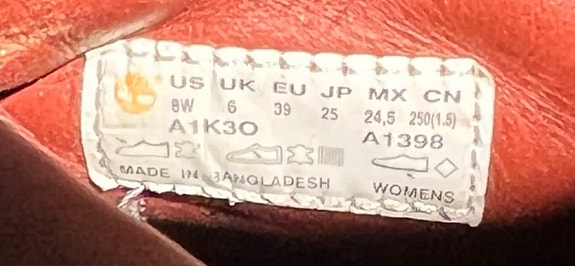 US UK EU JP MX CN
8W 6 39 25 24,5 250(1.5)
A1K3O A1398
MADE IN BANGLADESH WOMENS